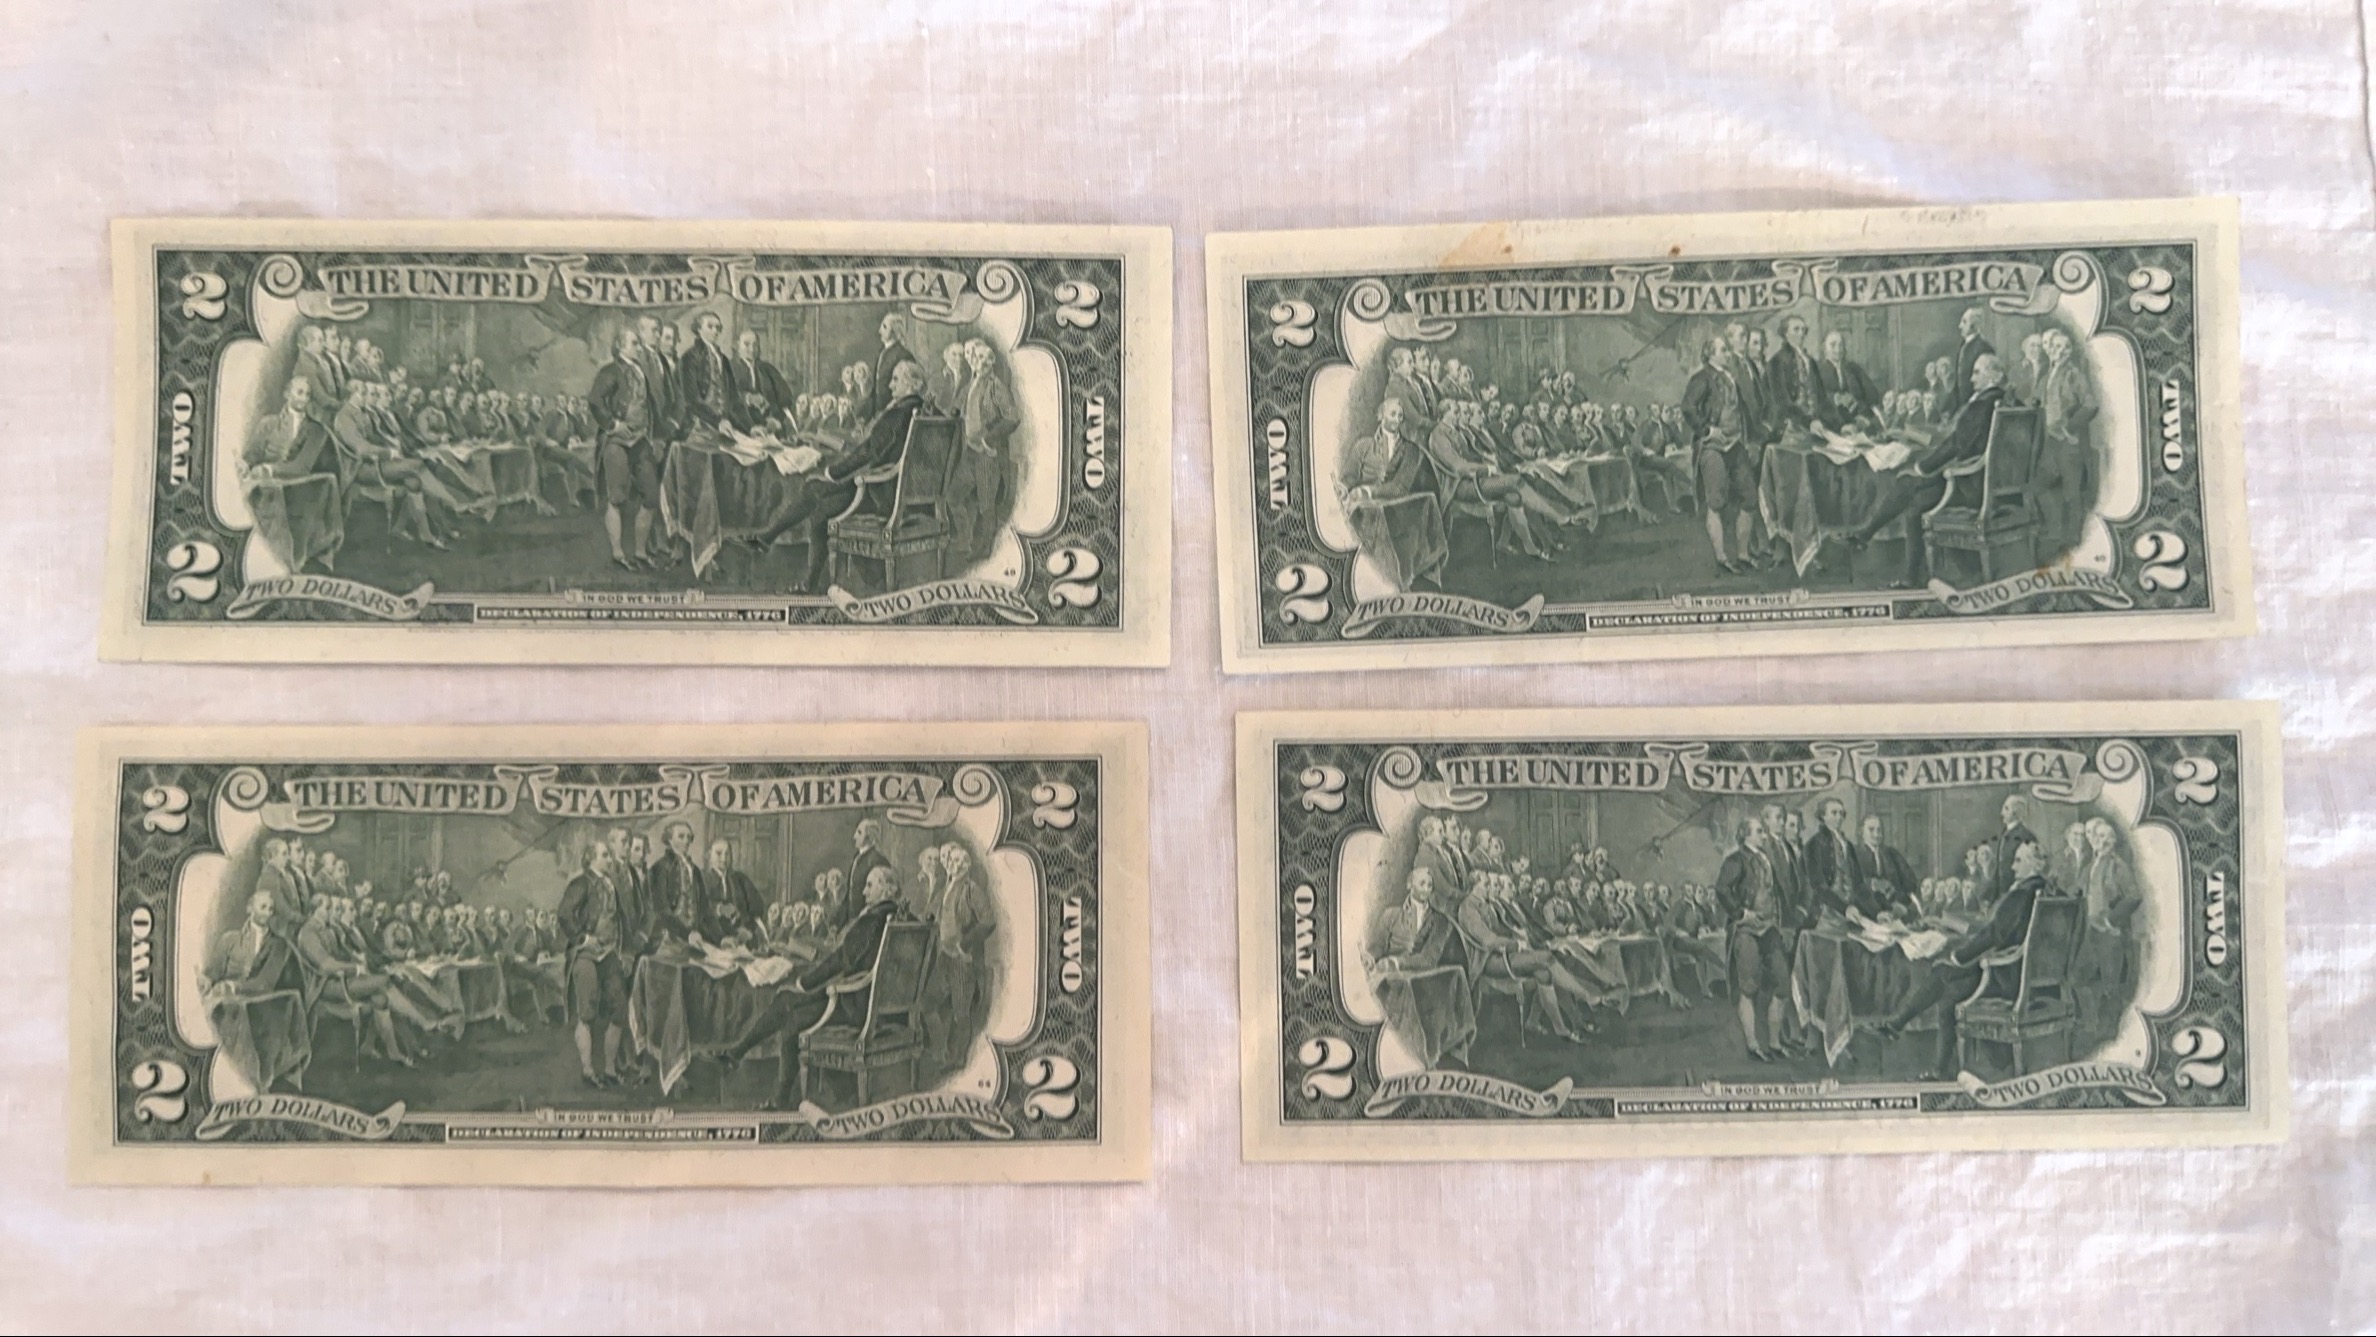 2 THE UNITED STATES OF AMERICA 2
TWO TWO
48
2 TWO DOLLARS IN GOD WE TRUST TWO DOLLARS 2
DECLARATION OF INDEPENDENCE, 1776
2 THE UNITED STATES OF AMERICA 2
TWO TWO
2 TWO DOLLARS IN GOD WE TRUST TWO DOLLARS 2
DECLARATION OF INDEPENDENCE, 1776
2 THE UNITED STATES OF AMERICA 2
TWO TWO
64
2 TWO DOLLARS IN GOD WE TRUST TWO DOLLARS 2
DECLARATION OF INDEPENDENCE, 1776
2 THE UNITED STATES OF AMERICA 2
TWO TWO
2 TWO DOLLARS IN GOD WE TRUST TWO DOLLARS 2
DECLARATION OF INDEPENDENCE, 1776